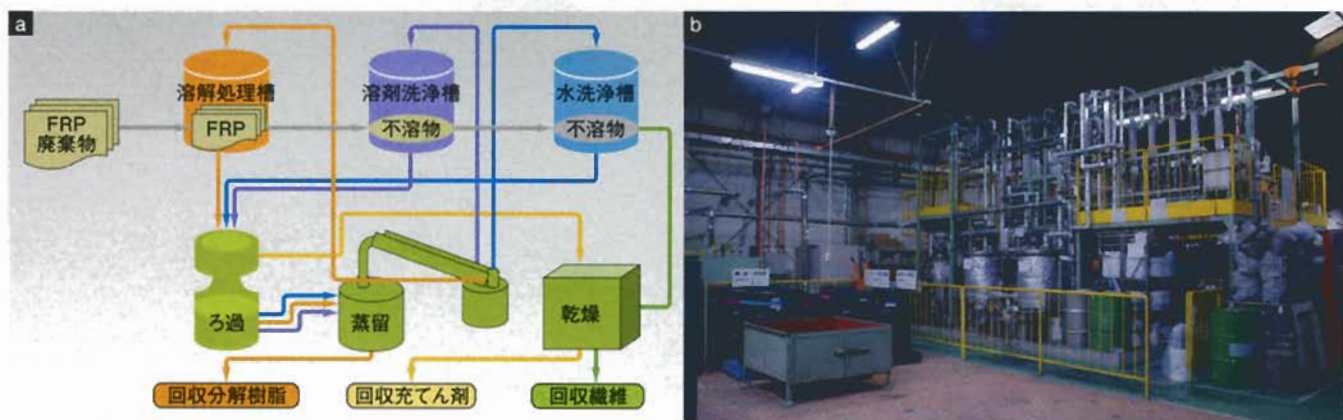 a
溶解処理槽
溶剤洗浄槽
水洗浄槽
FRP
廃棄物
FRP
不溶物
不溶物
ろ過
蒸留
乾燥
回収分解樹脂
回収充てん剤
回収繊維
b